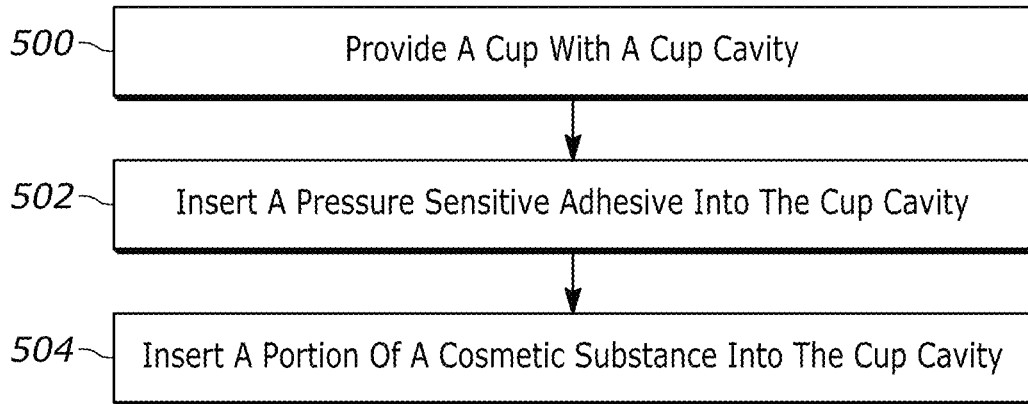 500 Provide A Cup With A Cup Cavity
502 Insert A Pressure Sensitive Adhesive Into The Cup Cavity
504 Insert A Portion Of A Cosmetic Substance Into The Cup Cavity